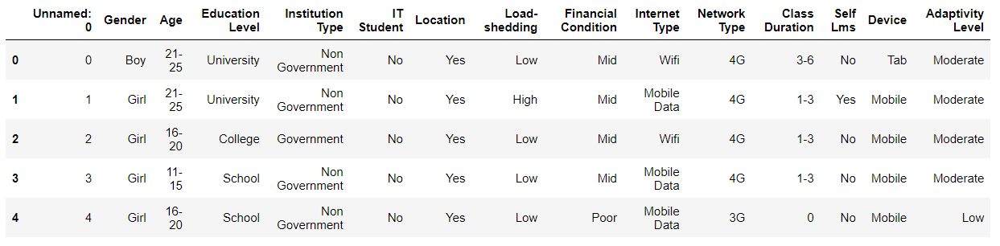 Unnamed: 0 Gender Age Education Level Institution Type IT Student Location Load-shedding Financial Condition Internet Type Network Type Class Duration Self Lms Device Adaptivity Level
0 0 Boy 21-25 University Non Government No Yes Low Mid Wifi 4G 3-6 No Tab Moderate
1 1 Girl 21-25 University Non Government No Yes High Mid Mobile Data 4G 1-3 Yes Mobile Moderate
2 2 Girl 16-20 College Government No Yes Low Mid Wifi 4G 1-3 No Mobile Moderate
3 3 Girl 11-15 School Non Government No Yes Low Mid Mobile Data 4G 1-3 No Mobile Moderate
4 4 Girl 16-20 School Non Government No Yes Low Poor Mobile Data 3G 0 No Mobile Low